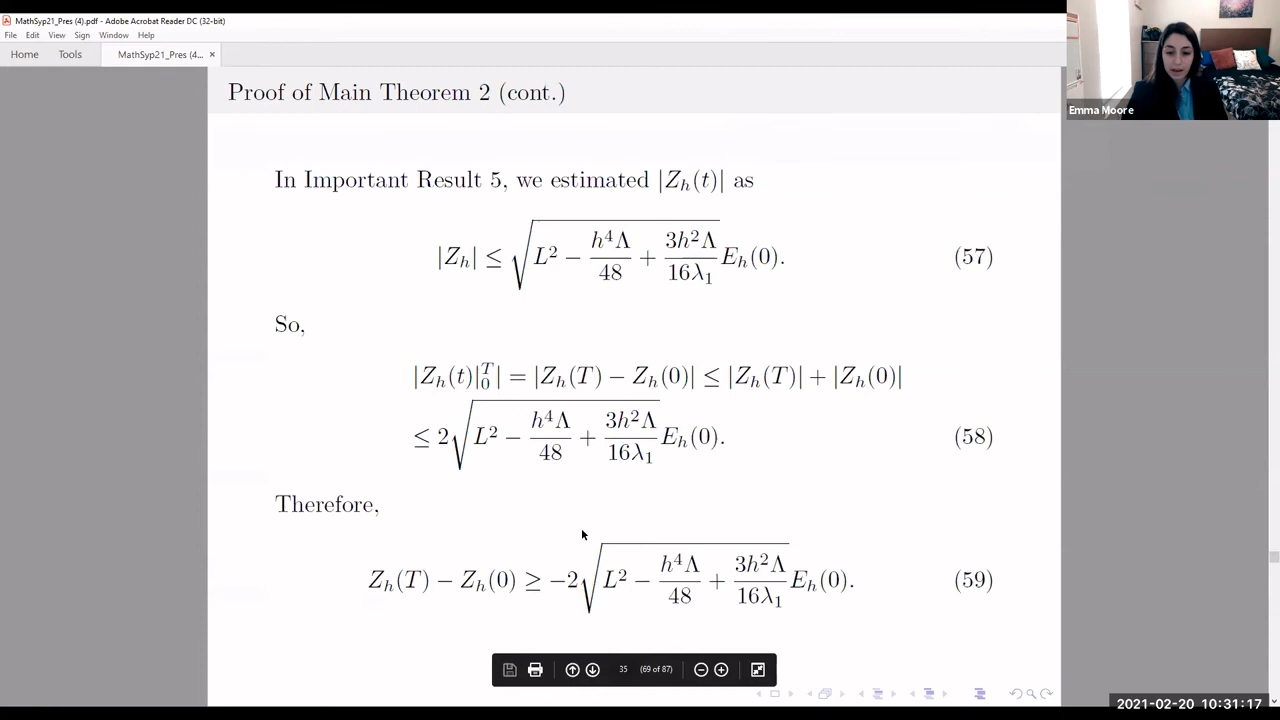 MathSyp21_Pres (4).pdf - Adobe Acrobat Reader DC (32-bit)
File Edit View Sign Window Help
Home Tools MathSyp21_Pres (4... ×
Proof of Main Theorem 2 (cont.)
Emma Moore
In Important Result 5, we estimated |Z_h(t)| as
|Z_h| ≤ √(L² − h⁴Λ/48 + 3h²Λ/16λ₁) E_h(0). (57)
So,
|Z_h(t)|₀ᵀ| = |Z_h(T) − Z_h(0)| ≤ |Z_h(T)| + |Z_h(0)|
≤ 2√(L² − h⁴Λ/48 + 3h²Λ/16λ₁) E_h(0). (58)
Therefore,
Z_h(T) − Z_h(0) ≥ −2√(L² − h⁴Λ/48 + 3h²Λ/16λ₁) E_h(0). (59)
35 (69 of 87)
2021-02-20 10:31:17